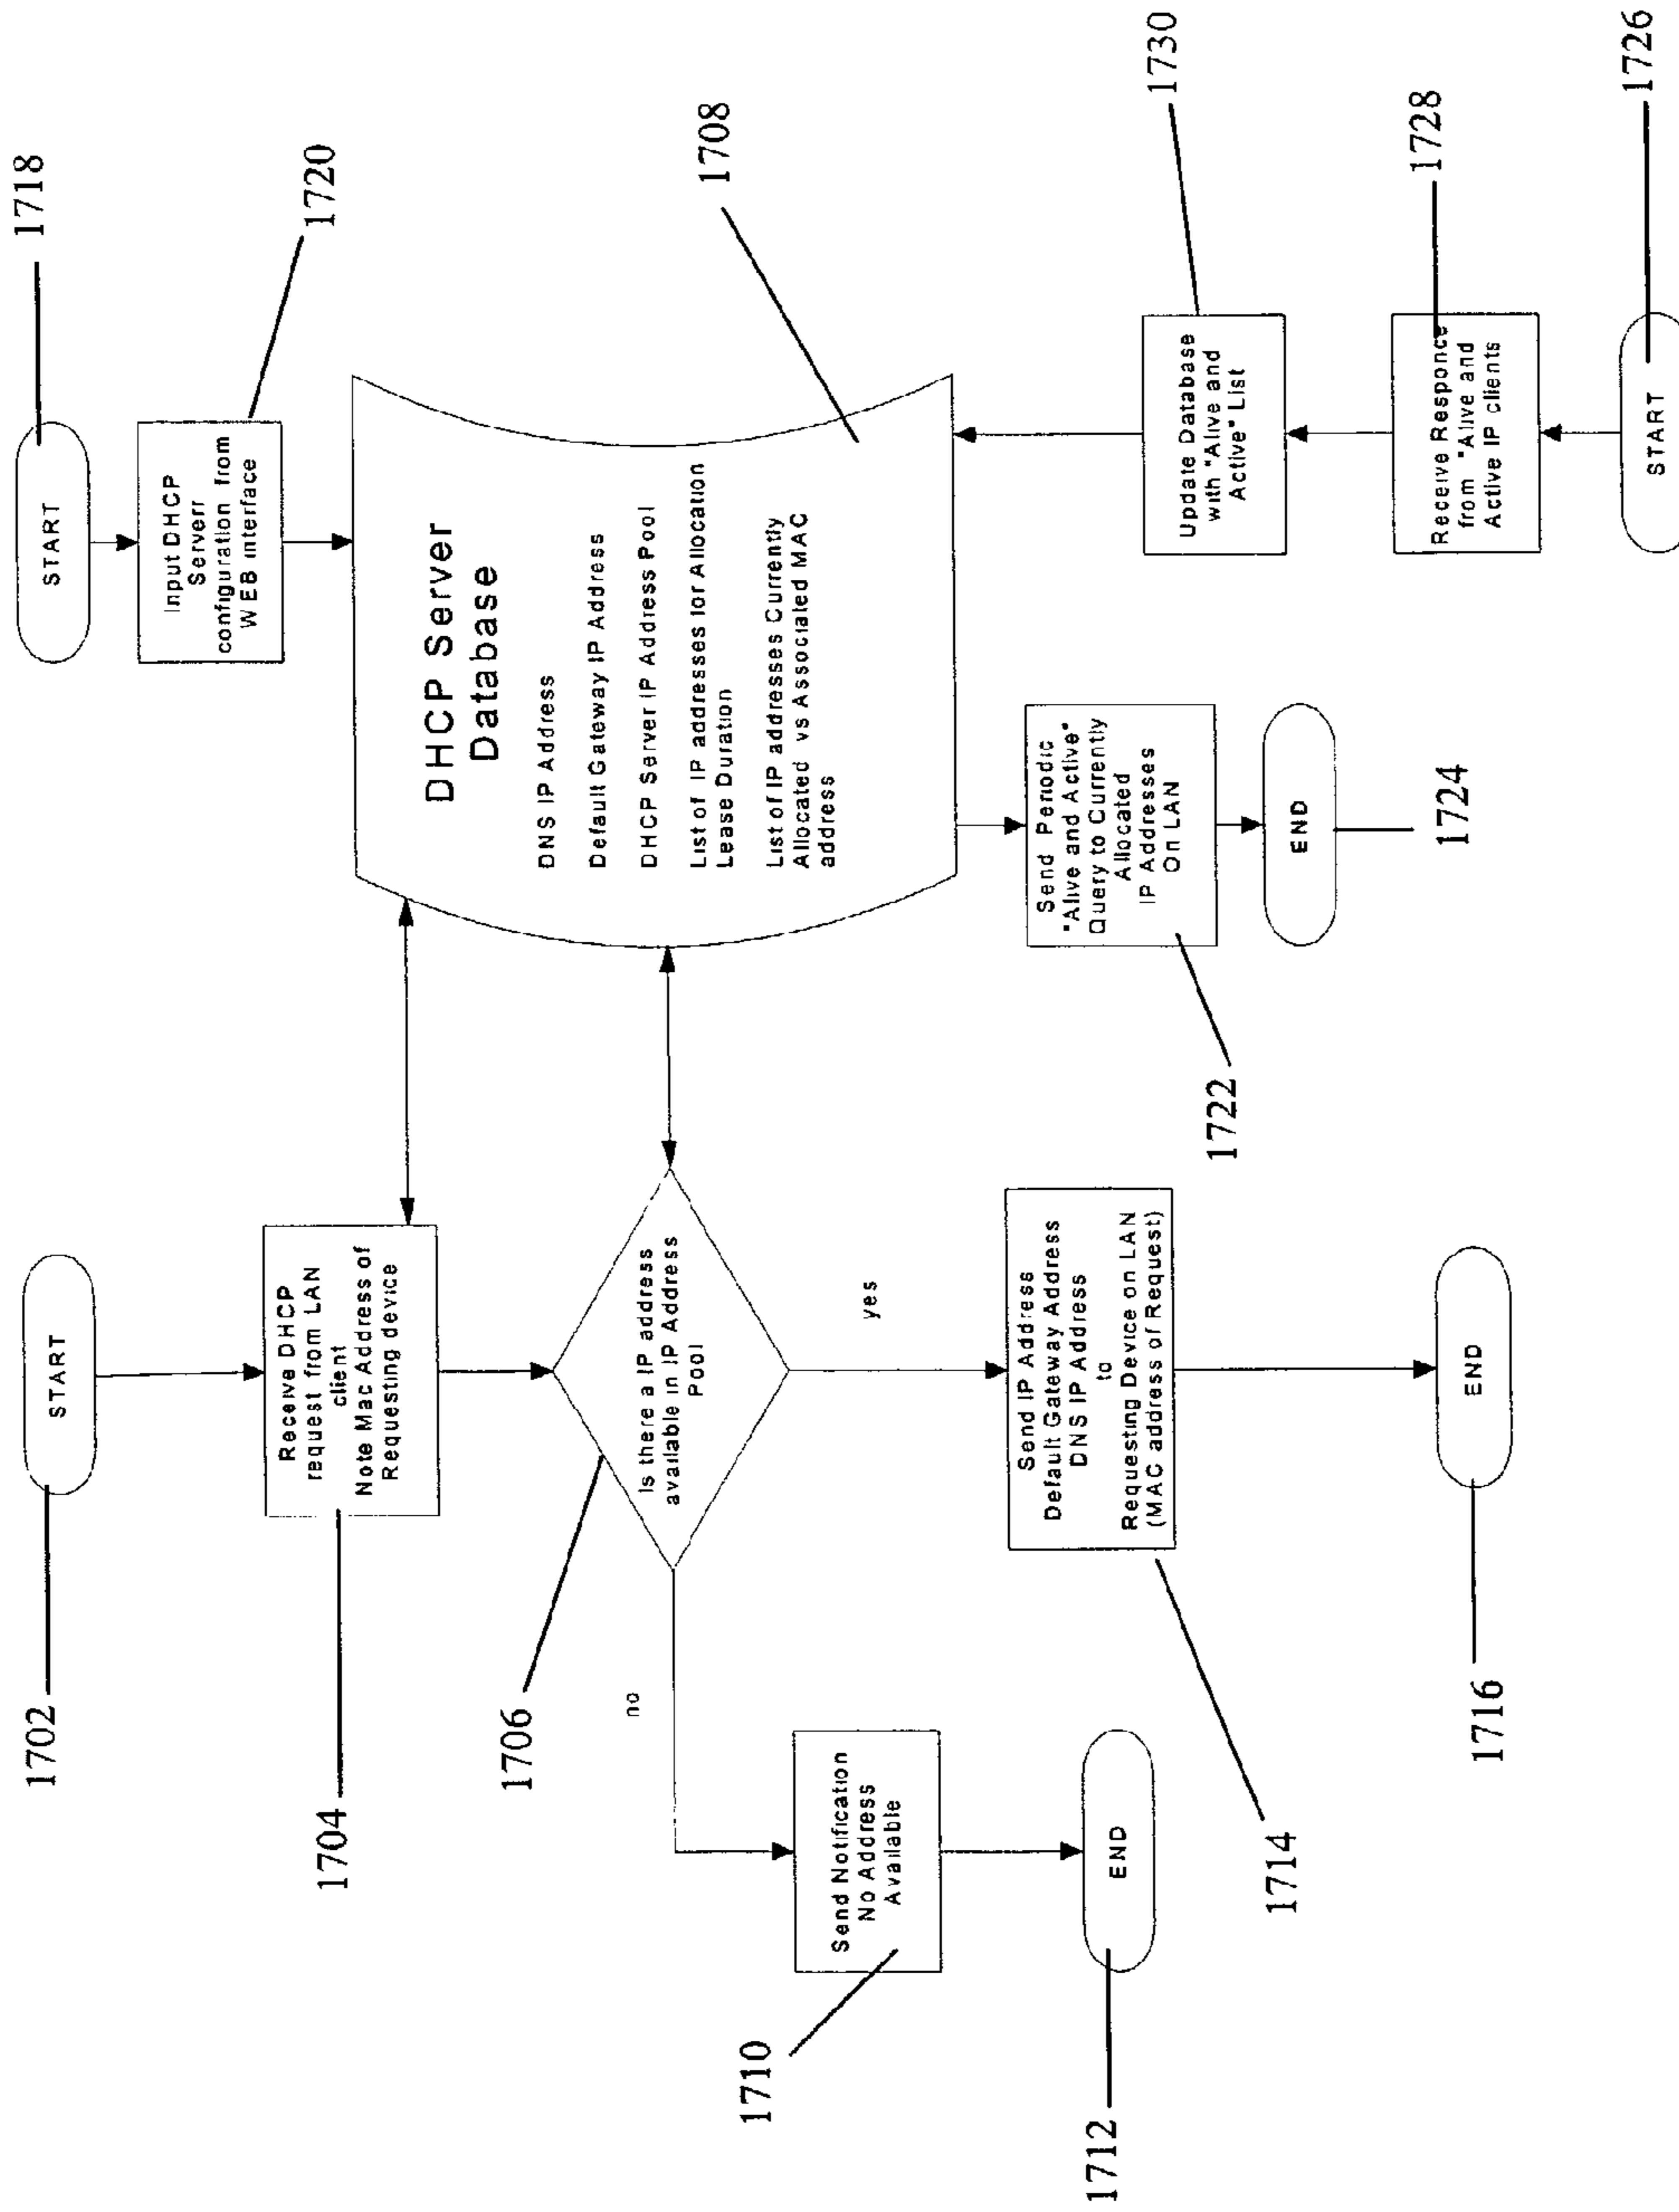 1702
START
1704
Receive DHCP
request from LAN
client
Note Mac Address of
Requesting device
1706
Is there a IP address
available in IP Address
Pool
no
yes
1710
Send Notification
No Address
Available
1712
END
1714
Send IP Address
Default Gateway Address
DNS IP Address
to
Requesting Device on LAN
(MAC address of Request)
1716
END
1718
START
1720
Input DHCP
Serverr
configuration from
WEB interface
1708
DHCP Server
Database
DNS IP Address
Default Gateway IP Address
DHCP Server IP Address Pool
List of IP addresses for Allocation
Lease Duration
List of IP addresses Currently
Allocated vs Associated MAC
address
1722
Send Periodic
"Alive and Active"
Query to Currently
Allocated
IP Addresses
On LAN
1724
END
1730
Update Database
with "Alive and
Active" List
1728
Receive Responce
from "Alive and
Active IP clients
1726
START